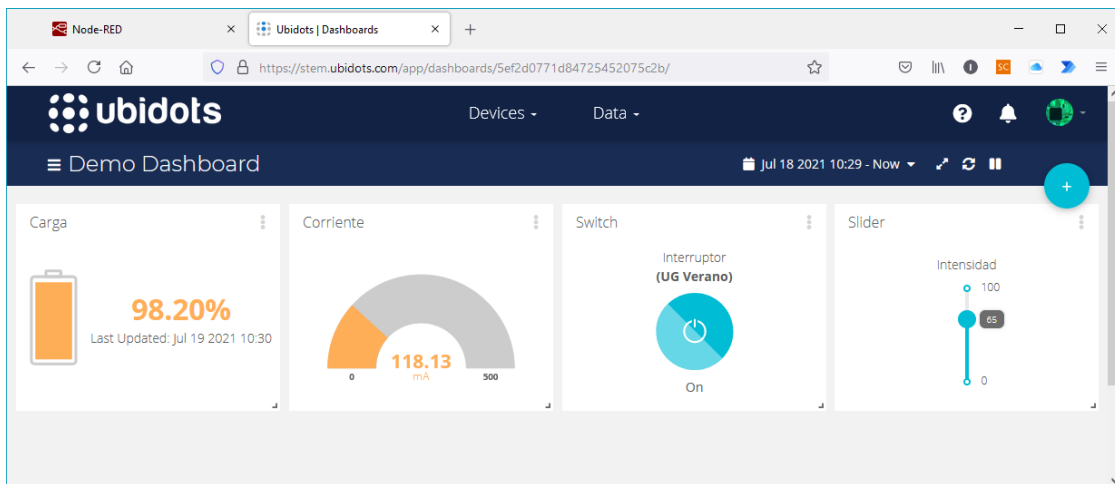 Node-RED
Ubidots | Dashboards
https://stem.ubidots.com/app/dashboards/5ef2d0771d84725452075c2b/
SC
ubidots
Devices
Data
Demo Dashboard
Jul 18 2021 10:29 - Now
Carga
98.20%
Last Updated: Jul 19 2021 10:30
Corriente
118.13
mA
0
500
Switch
Interruptor
(UG Verano)
On
Slider
Intensidad
100
65
0